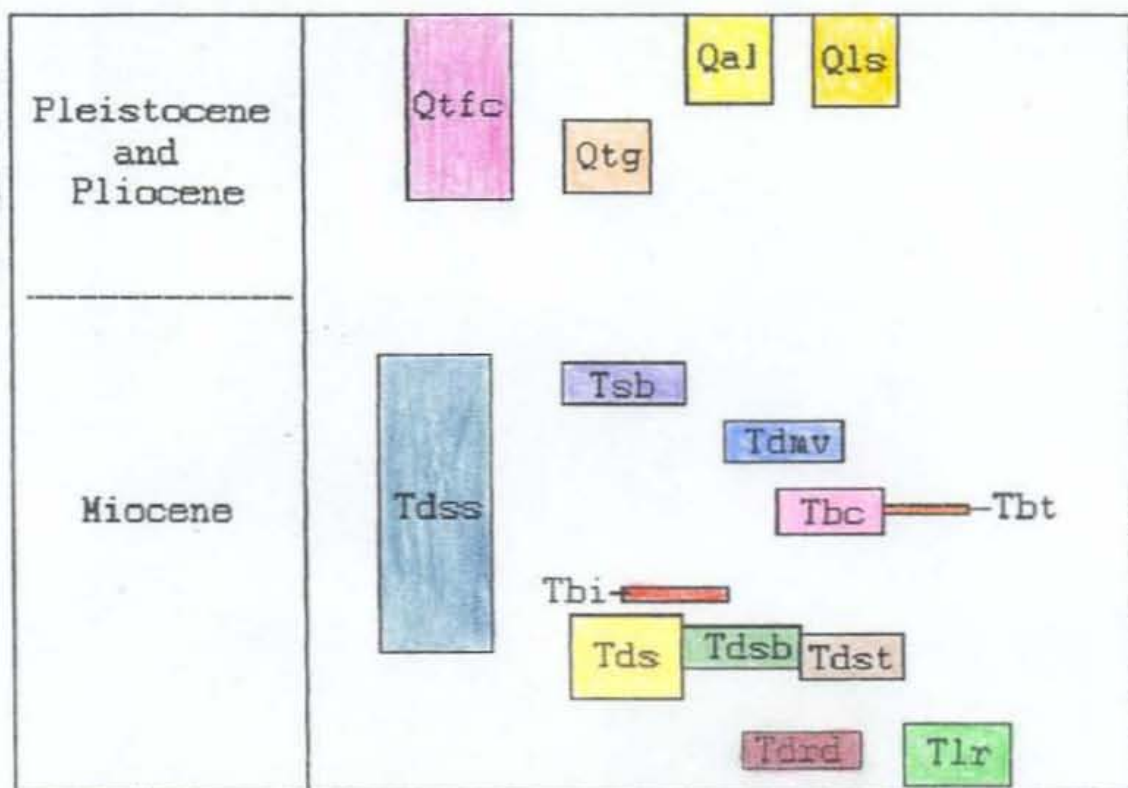 Pleistocene
and
Pliocene
Miocene
Qtfc
Qal
Qls
Qtg
Tsb
Tdmv
Tdss
Tbc
Tbt
Tbi
Tds
Tdsb
Tdst
Tdrd
Tlr